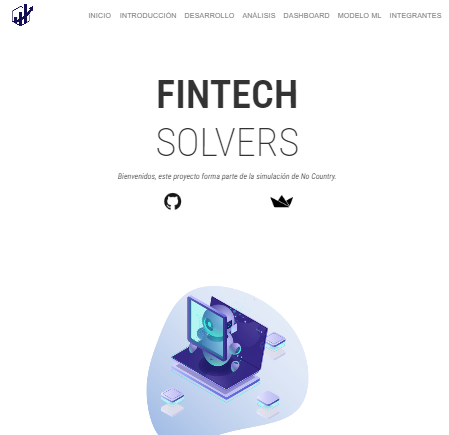 INICIO INTRODUCCIÓN DESARROLLO ANÁLISIS DASHBOARD MODELO ML INTEGRANTES
FINTECH
SOLVERS
Bienvenidos, este proyecto forma parte de la simulación de No Country.